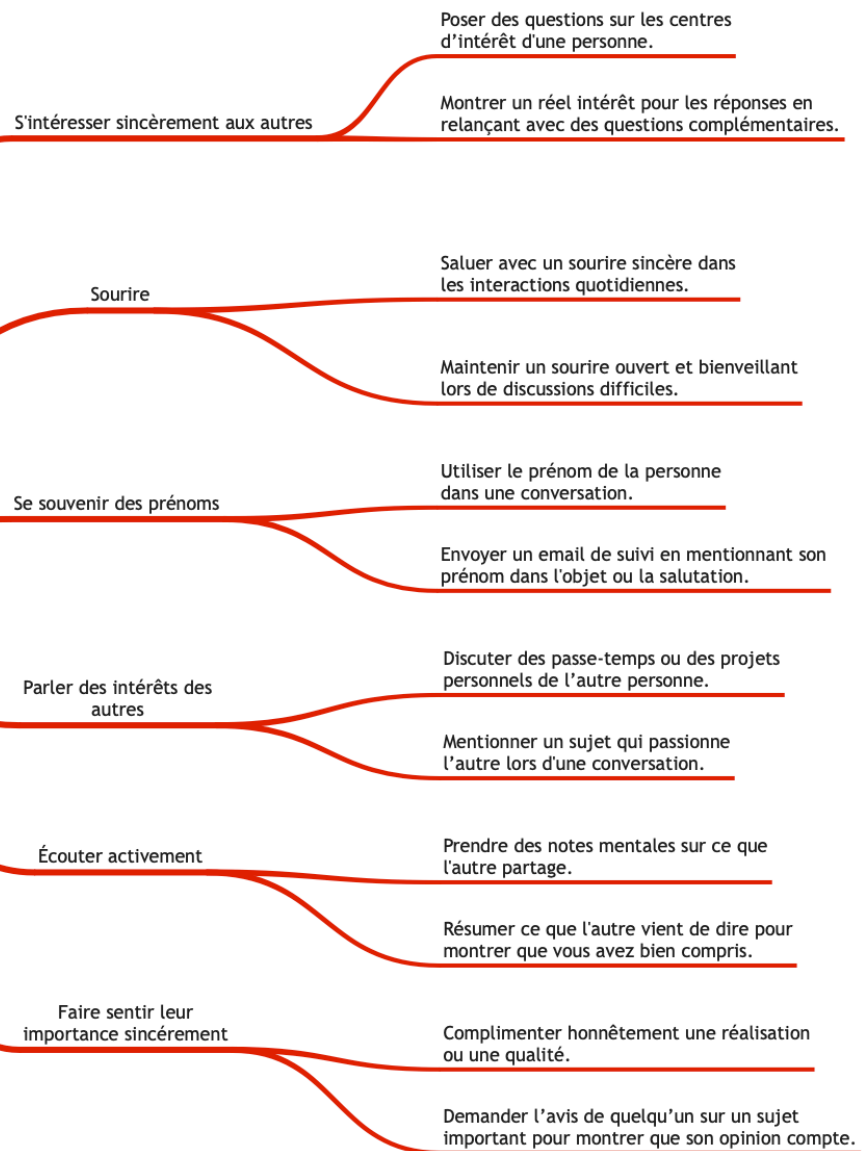 Poser des questions sur les centres
d’intérêt d'une personne.
S'intéresser sincèrement aux autres
Montrer un réel intérêt pour les réponses en
relançant avec des questions complémentaires.
Saluer avec un sourire sincère dans
les interactions quotidiennes.
Sourire
Maintenir un sourire ouvert et bienveillant
lors de discussions difficiles.
Utiliser le prénom de la personne
dans une conversation.
Se souvenir des prénoms
Envoyer un email de suivi en mentionnant son
prénom dans l'objet ou la salutation.
Discuter des passe-temps ou des projets
personnels de l’autre personne.
Parler des intérêts des
autres
Mentionner un sujet qui passionne
l’autre lors d'une conversation.
Prendre des notes mentales sur ce que
l'autre partage.
Écouter activement
Résumer ce que l'autre vient de dire pour
montrer que vous avez bien compris.
Faire sentir leur
importance sincérement
Complimenter honnêtement une réalisation
ou une qualité.
Demander l’avis de quelqu’un sur un sujet
important pour montrer que son opinion compte.